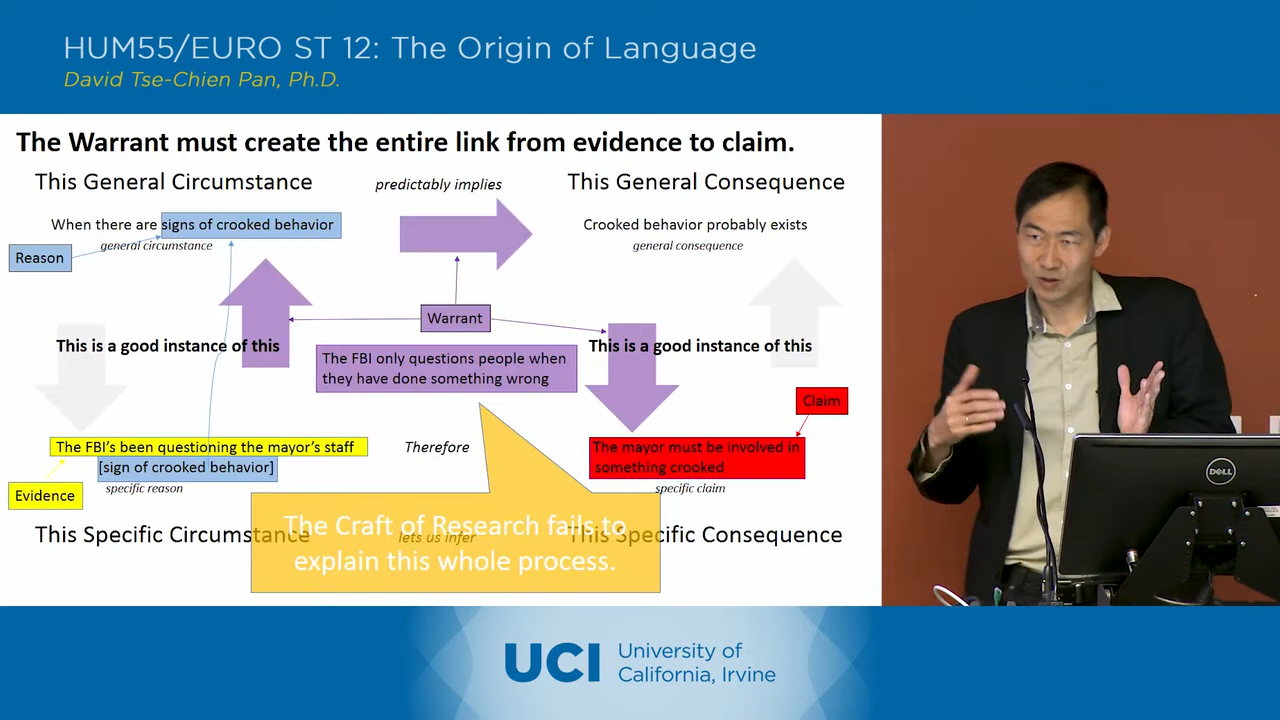 HUM55/EURO ST 12: The Origin of Language
David Tse-Chien Pan, Ph.D.
The Warrant must create the entire link from evidence to claim.
This General Circumstance
predictably implies
This General Consequence
When there are signs of crooked behavior
Crooked behavior probably exists
general circumstance
general consequence
Reason
Warrant
This is a good instance of this
This is a good instance of this
The FBI only questions people when
they have done something wrong
Claim
The FBI's been questioning the mayor's staff
Therefore
The mayor must be involved in
something crooked
[sign of crooked behavior]
specific reason
specific claim
Evidence
The Craft of Research fails to
explain this whole process.
This Specific Circumstance
lets us infer
This Specific Consequence
DELL
UCI
University of
California, Irvine